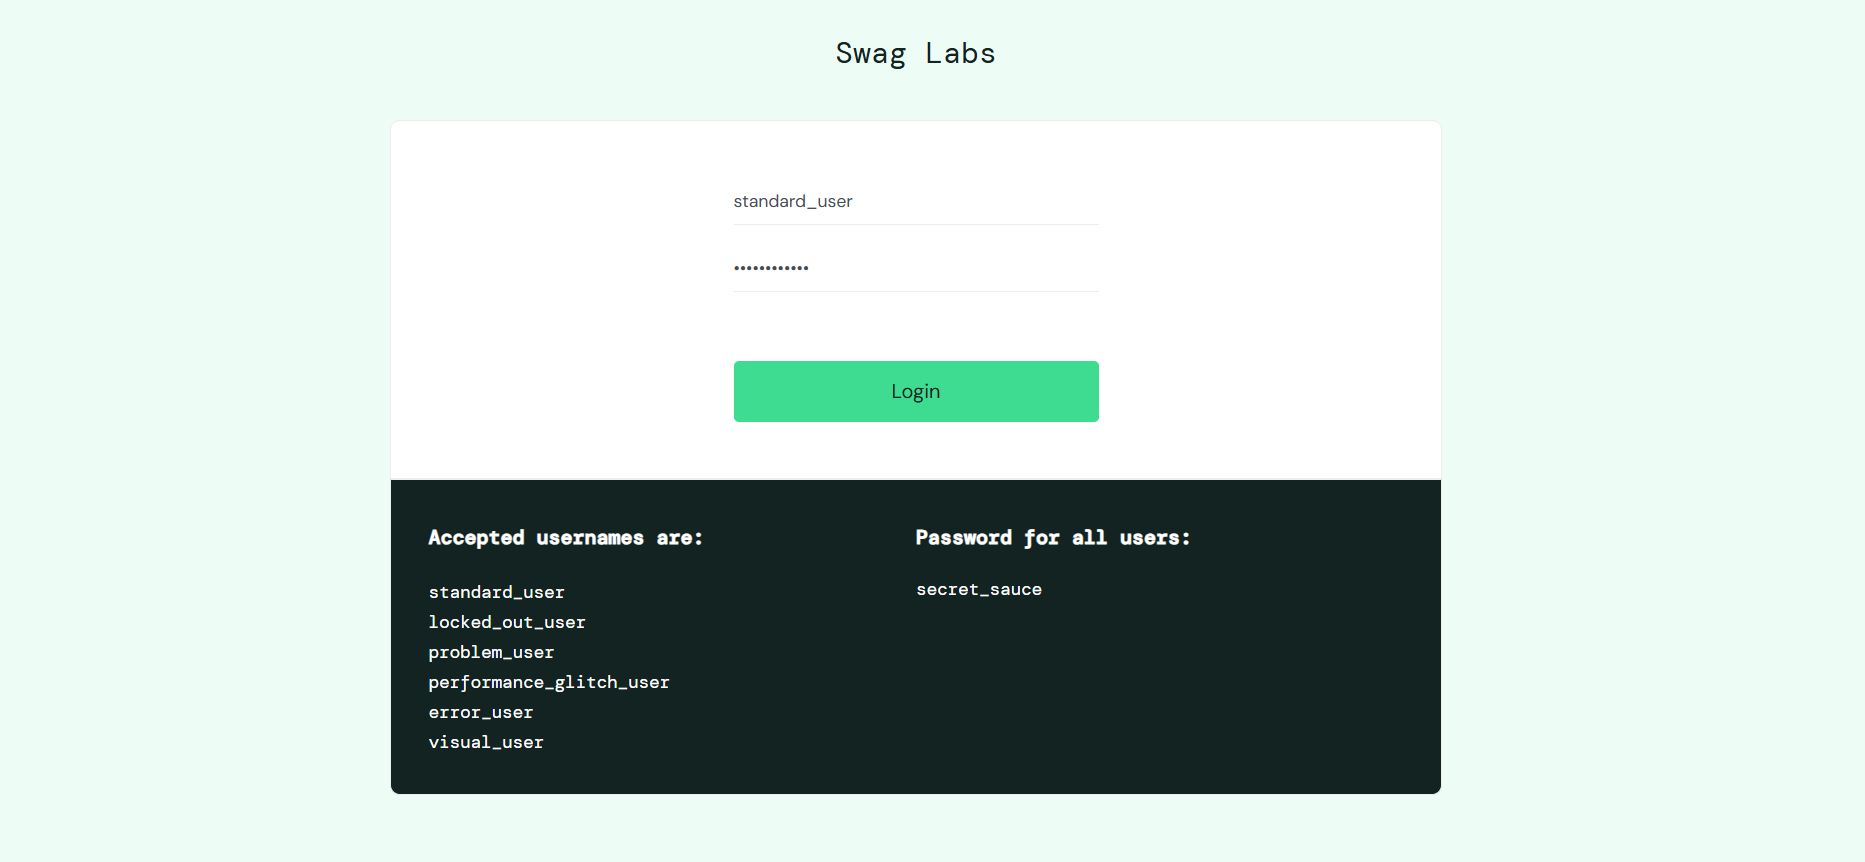 Swag Labs
standard_user
••••••••••••
Login
Accepted usernames are:
standard_user
locked_out_user
problem_user
performance_glitch_user
error_user
visual_user
Password for all users:
secret_sauce